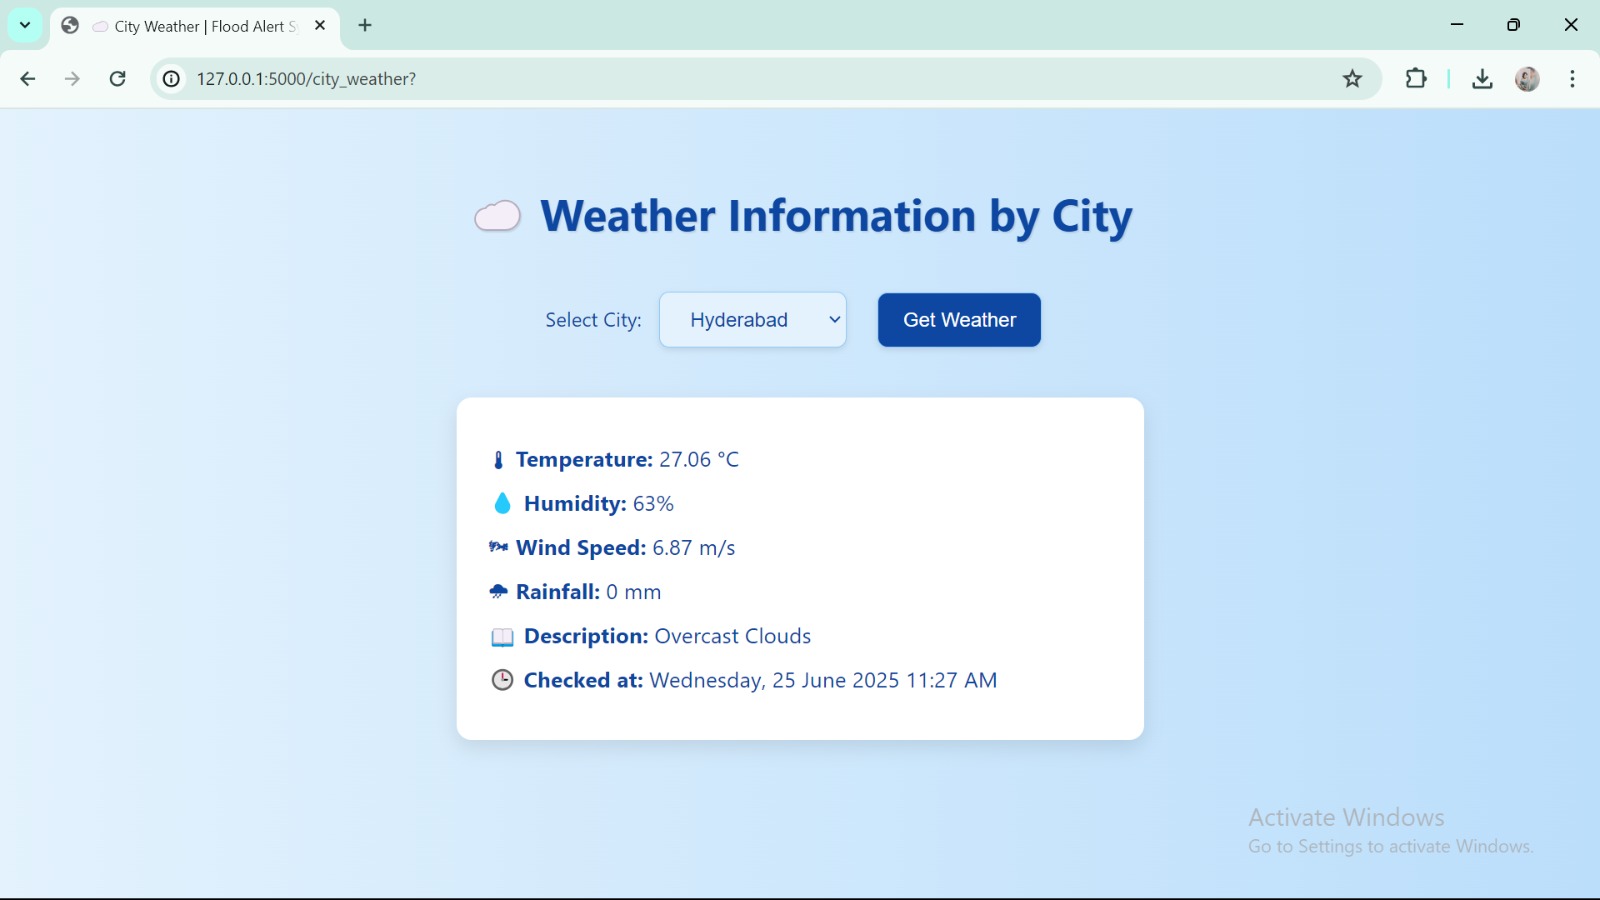 City Weather | Flood Alert S
127.0.0.1:5000/city_weather?
Weather Information by City
Select City: Hyderabad Get Weather
Temperature: 27.06 °C
Humidity: 63%
Wind Speed: 6.87 m/s
Rainfall: 0 mm
Description: Overcast Clouds
Checked at: Wednesday, 25 June 2025 11:27 AM
Activate Windows
Go to Settings to activate Windows.